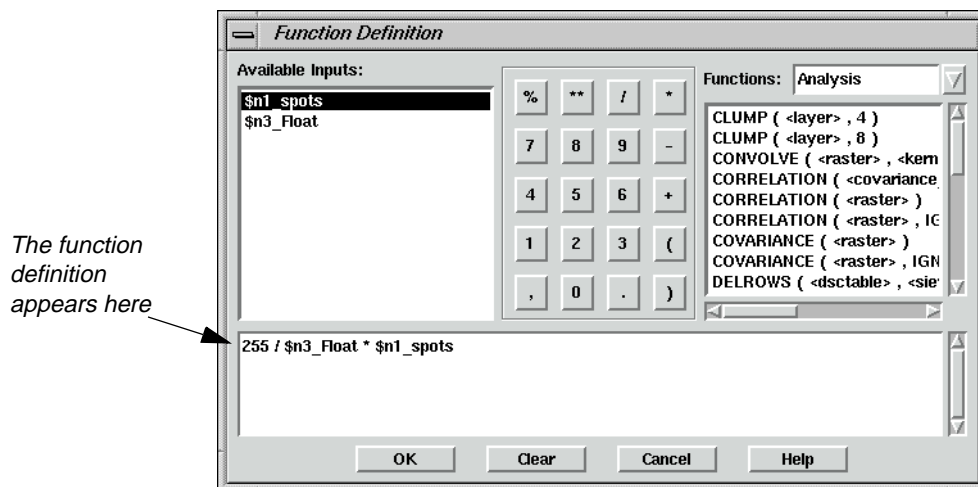 Function Definition
Available Inputs:
$n1_spots
$n3_Float
% ** / *
7 8 9 -
4 5 6 +
1 2 3 (
, 0 . )
Functions: Analysis
CLUMP ( <layer> , 4 )
CLUMP ( <layer> , 8 )
CONVOLVE ( <raster> , <kern
CORRELATION ( <covariance_
CORRELATION ( <raster> )
CORRELATION ( <raster> , IG
COVARIANCE ( <raster> )
COVARIANCE ( <raster> , IGN
DELROWS ( <dsctable> , <sie
The function
definition
appears here
255 / $n3_Float * $n1_spots
OK Clear Cancel Help